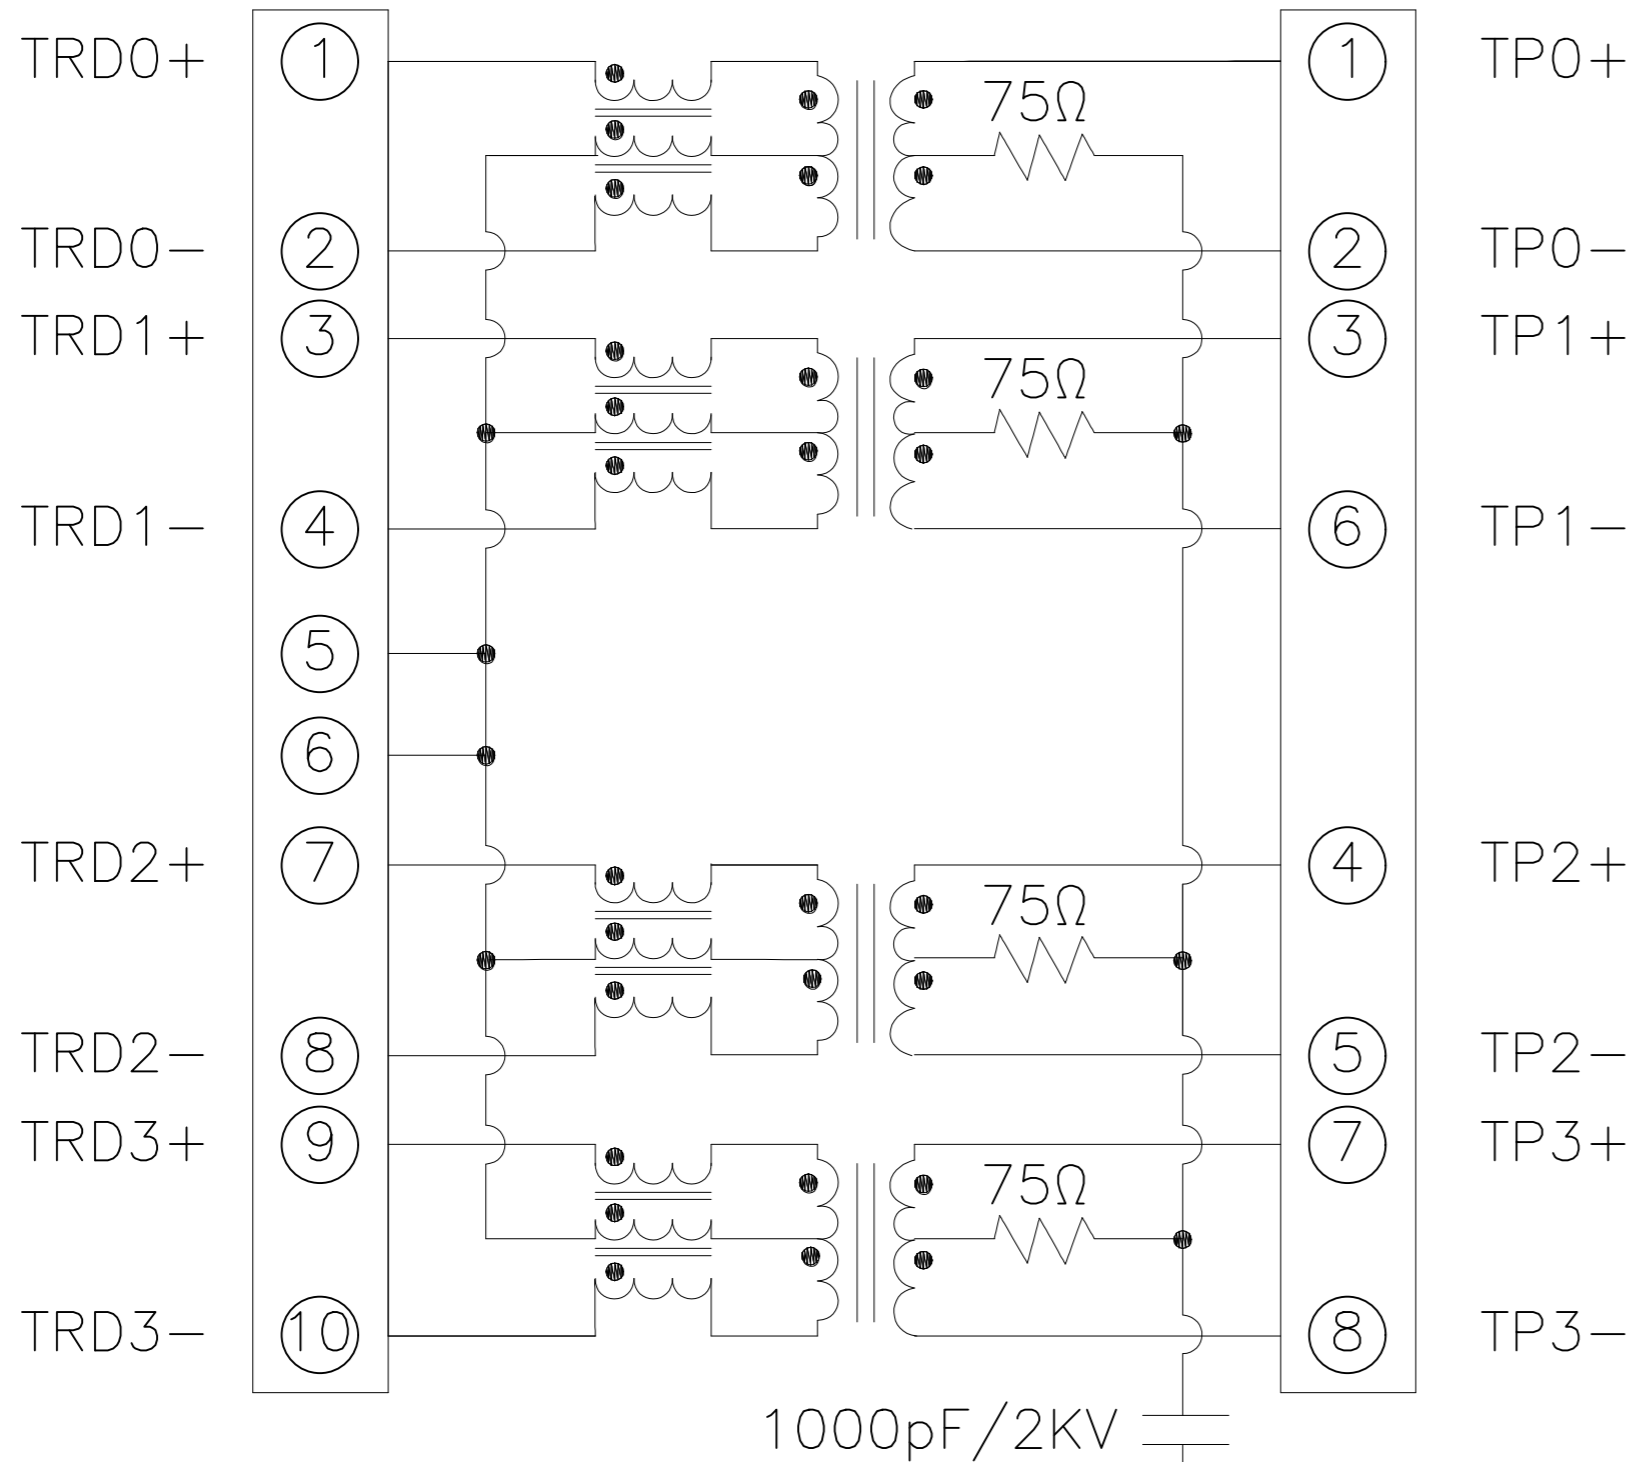 TRD0+ 1 1 TP0+
75Ω
TRD0- 2 2 TP0-
TRD1+ 3 3 TP1+
75Ω
TRD1- 4 6 TP1-
5
6
TRD2+ 7 4 TP2+
75Ω
TRD2- 8 5 TP2-
TRD3+ 9 7 TP3+
75Ω
TRD3- 10 8 TP3-
1000pF/2KV